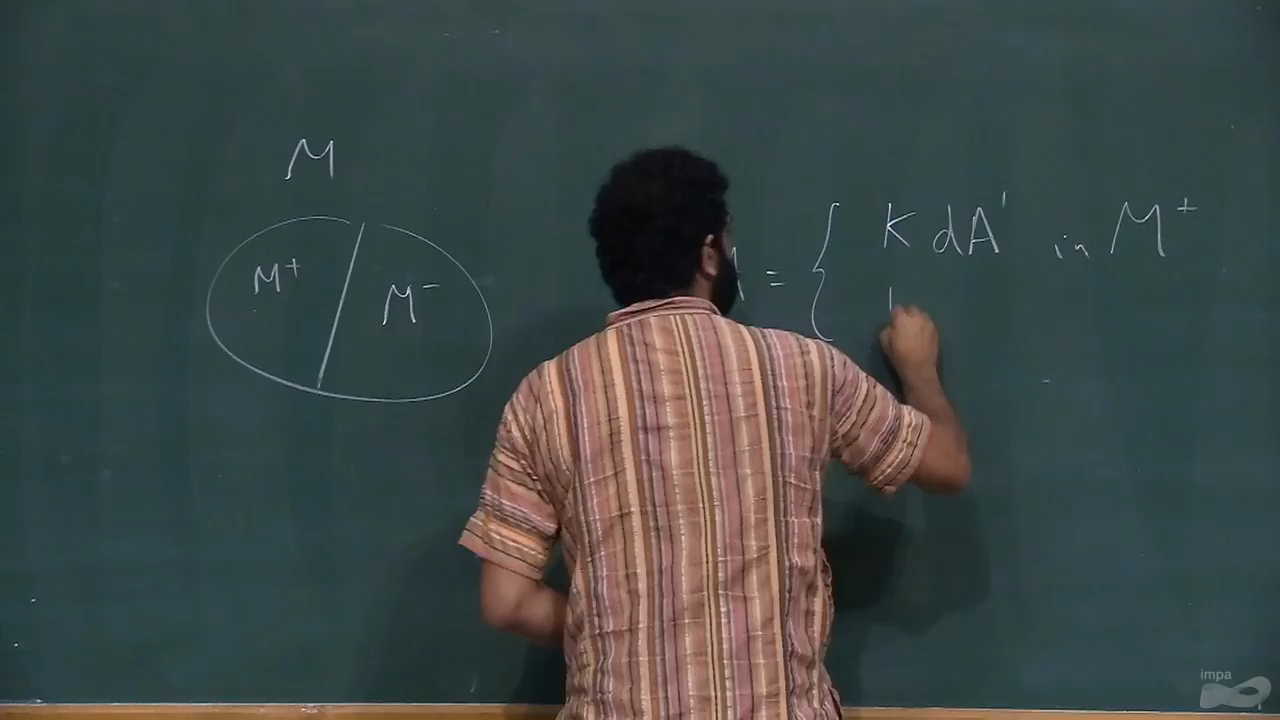 M
M⁺ M⁻
= { K dA' in M⁺
impa